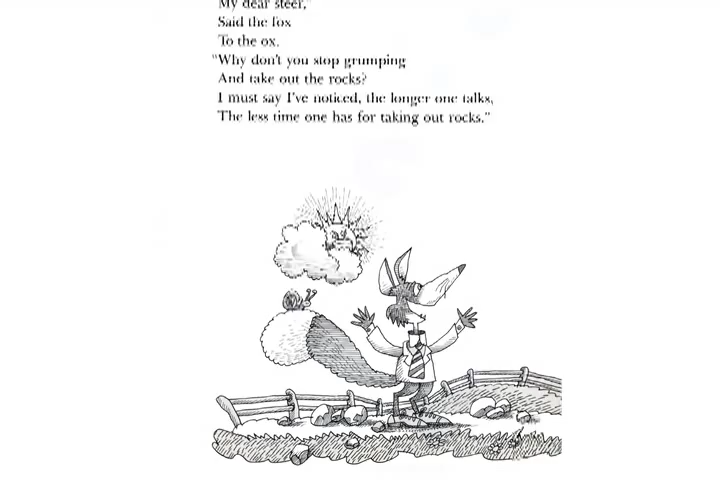 My dear steer,"
Said the fox
To the ox.
"Why don't you stop grumping
And take out the rocks?
I must say I've noticed, the longer one talks,
The less time one has for taking out rocks."